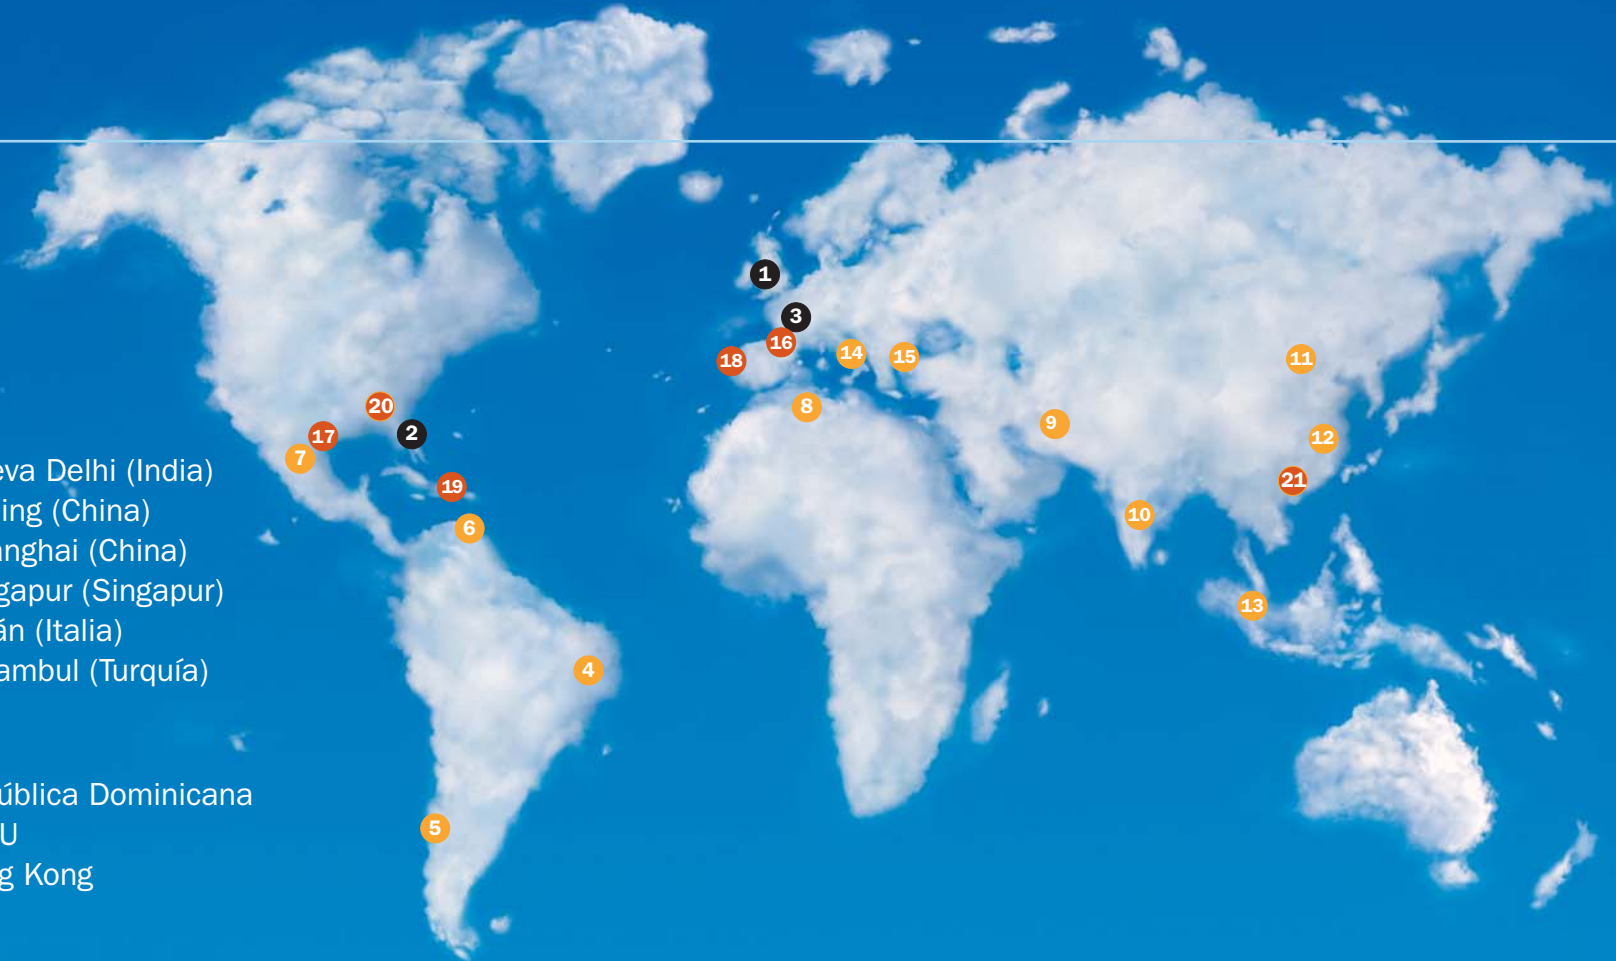 1
3
16
14
15
11
18
20
8
9
17
2
12
7
eva Delhi (India)
21
19
ing (China)
10
6
anghai (China)
gapur (Singapur)
13
án (Italia)
ambul (Turquía)
4
ública Dominicana
5
U
g Kong